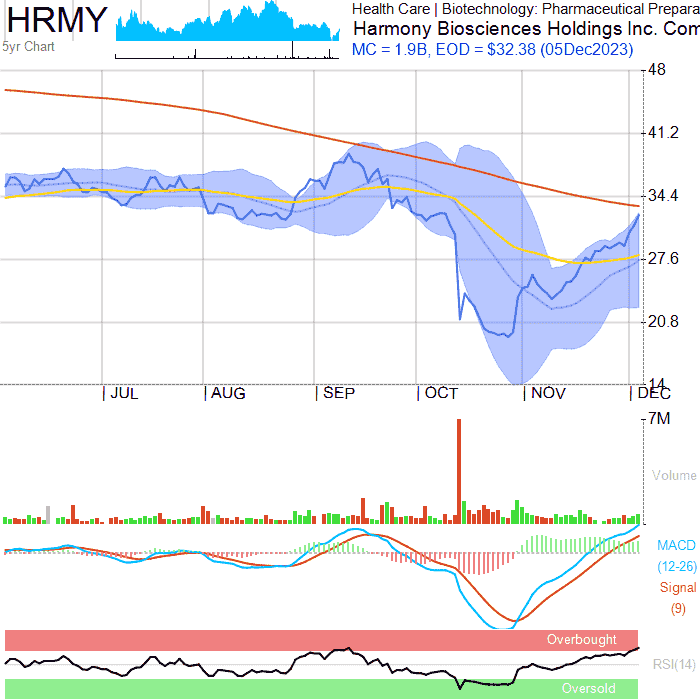 HRMY
5yr Chart
Health Care | Biotechnology: Pharmaceutical Prepara
Harmony Biosciences Holdings Inc. Com
MC = 1.9B, EOD = $32.38 (05Dec2023)
48
41.2
34.4
27.6
20.8
14
JUL
AUG
SEP
OCT
NOV
DEC
7M
Volume
MACD
(12-26)
Signal
(9)
Overbought
RSI(14)
Oversold